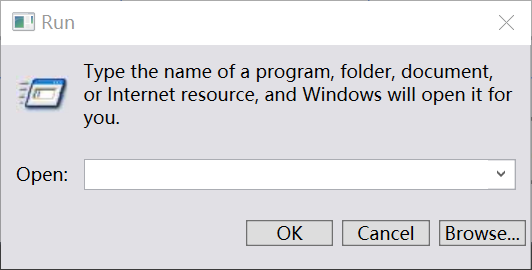 Run
Type the name of a program, folder, document,
or Internet resource, and Windows will open it for
you.
Open:
OK Cancel Browse...